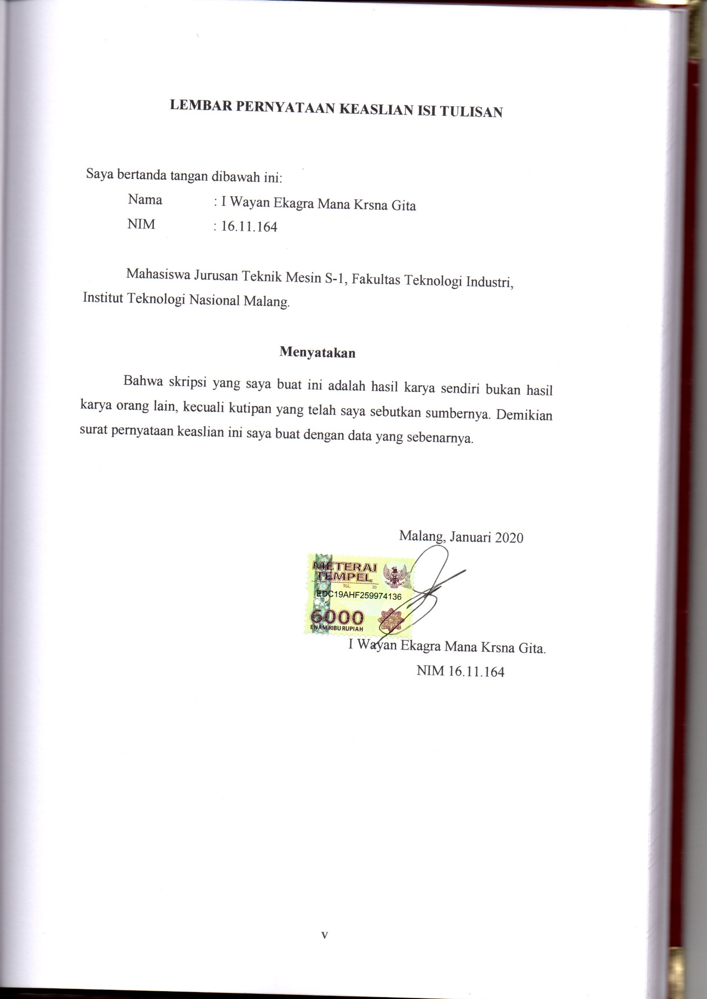 LEMBAR PERNYATAAN KEASLIAN ISI TULISAN
Saya bertanda tangan dibawah ini:
Nama : I Wayan Ekagra Mana Krsna Gita
NIM : 16.11.164
Mahasiswa Jurusan Teknik Mesin S-1, Fakultas Teknologi Industri,
Institut Teknologi Nasional Malang.
Menyatakan
Bahwa skripsi yang saya buat ini adalah hasil karya sendiri bukan hasil
karya orang lain, kecuali kutipan yang telah saya sebutkan sumbernya. Demikian
surat pernyataan keaslian ini saya buat dengan data yang sebenarnya.
Malang, Januari 2020
METERAI
TEMPEL
TGL. 20
EDC19AHF259974136
6000
ENAM RIBU RUPIAH
I Wayan Ekagra Mana Krsna Gita.
NIM 16.11.164
v